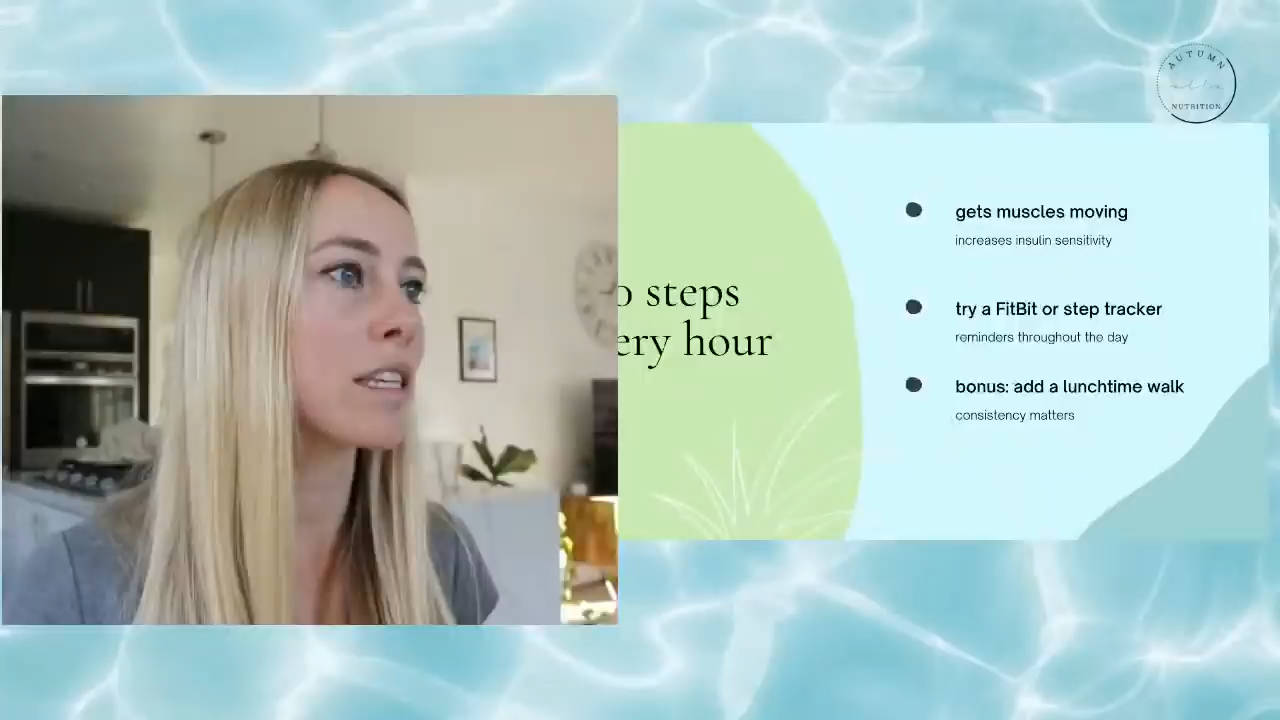 AUTUMN
NUTRITION
o steps
ery hour
gets muscles moving
increases insulin sensitivity
try a FitBit or step tracker
reminders throughout the day
bonus: add a lunchtime walk
consistency matters